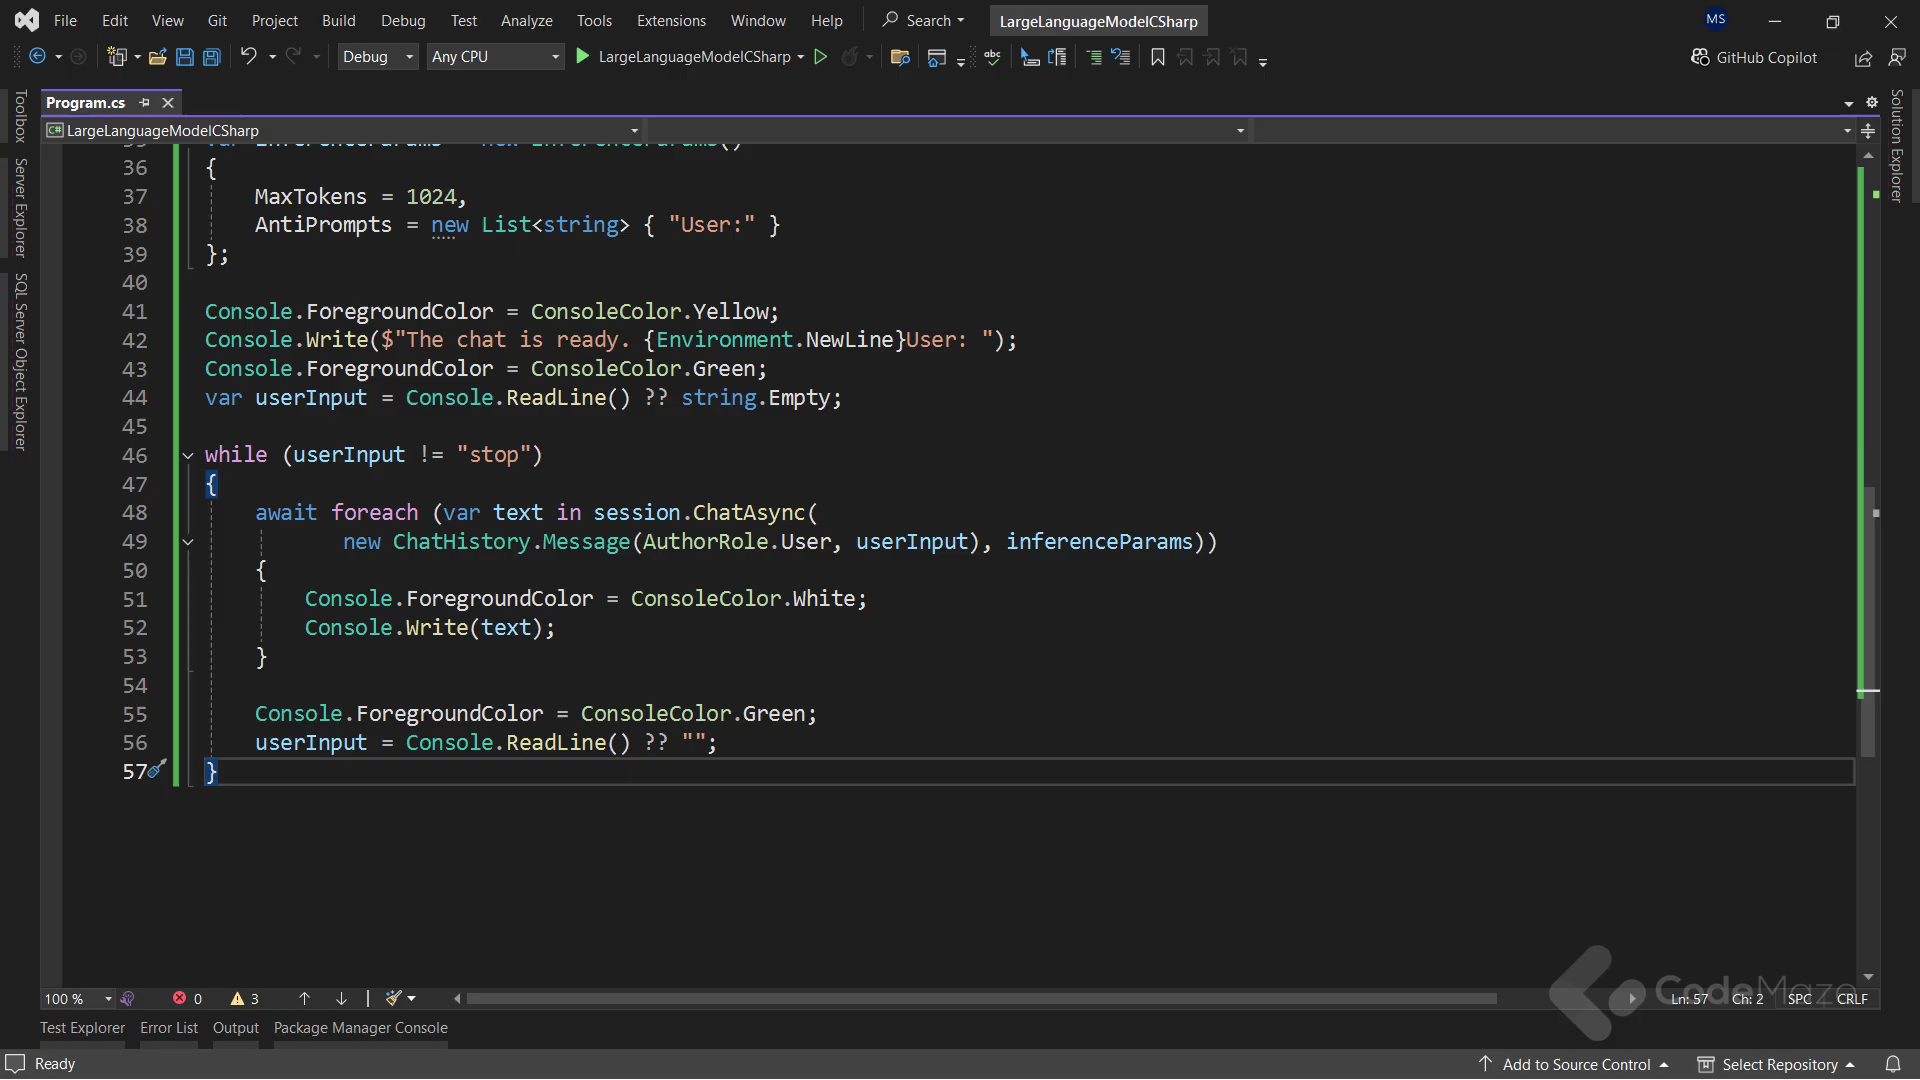 File Edit View Git Project Build Debug Test Analyze Tools Extensions Window Help Search LargeLanguageModelCSharp MS
Debug Any CPU LargeLanguageModelCSharp abc GitHub Copilot
Toolbox
Server Explorer
SQL Server Object Explorer
Program.cs
C# LargeLanguageModelCSharp
Solution Explorer
36 {
37 MaxTokens = 1024,
38 AntiPrompts = new List<string> { "User:" }
39 };
40
41 Console.ForegroundColor = ConsoleColor.Yellow;
42 Console.Write($"The chat is ready. {Environment.NewLine}User: ");
43 Console.ForegroundColor = ConsoleColor.Green;
44 var userInput = Console.ReadLine() ?? string.Empty;
45
46 while (userInput != "stop")
47 {
48 await foreach (var text in session.ChatAsync(
49 new ChatHistory.Message(AuthorRole.User, userInput), inferenceParams))
50 {
51 Console.ForegroundColor = ConsoleColor.White;
52 Console.Write(text);
53 }
54
55 Console.ForegroundColor = ConsoleColor.Green;
56 userInput = Console.ReadLine() ?? "";
57 }
100 % 0 3 Ln: 57 Ch: 2 SPC CRLF
CodeMaze
Test Explorer Error List Output Package Manager Console
Ready Add to Source Control Select Repository